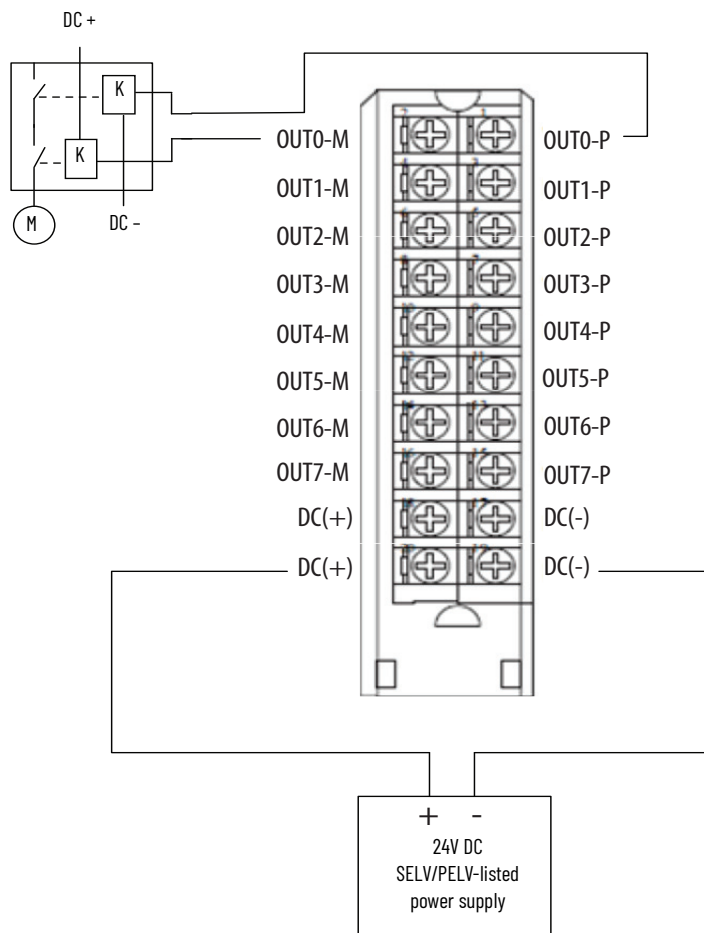 DC +
K
K
M
DC -
OUT0-M
OUT0-P
OUT1-M
OUT1-P
OUT2-M
OUT2-P
OUT3-M
OUT3-P
OUT4-M
OUT4-P
OUT5-M
OUT5-P
OUT6-M
OUT6-P
OUT7-M
OUT7-P
DC(+)
DC(-)
DC(+)
DC(-)
+ -
24V DC
SELV/PELV-listed
power supply